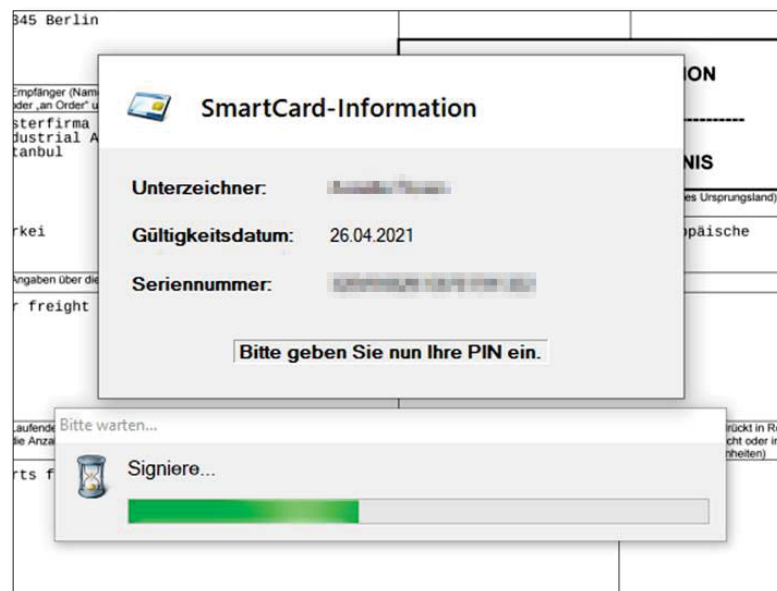 345 Berlin
ION
SmartCard-Information
Empfänger (Nam
oder „an Order" u
sterfirma
dustrial A
tanbul
----------
NIS
es Ursprungsland)
Unterzeichner:
rkei
Gültigkeitsdatum: 26.04.2021
päische
Angaben über die
Seriennummer:
r freight
Bitte geben Sie nun Ihre PIN ein.
Laufende
die Anza
Bitte warten...
rückt in R
cht oder in
nheiten)
rts f
Signiere...